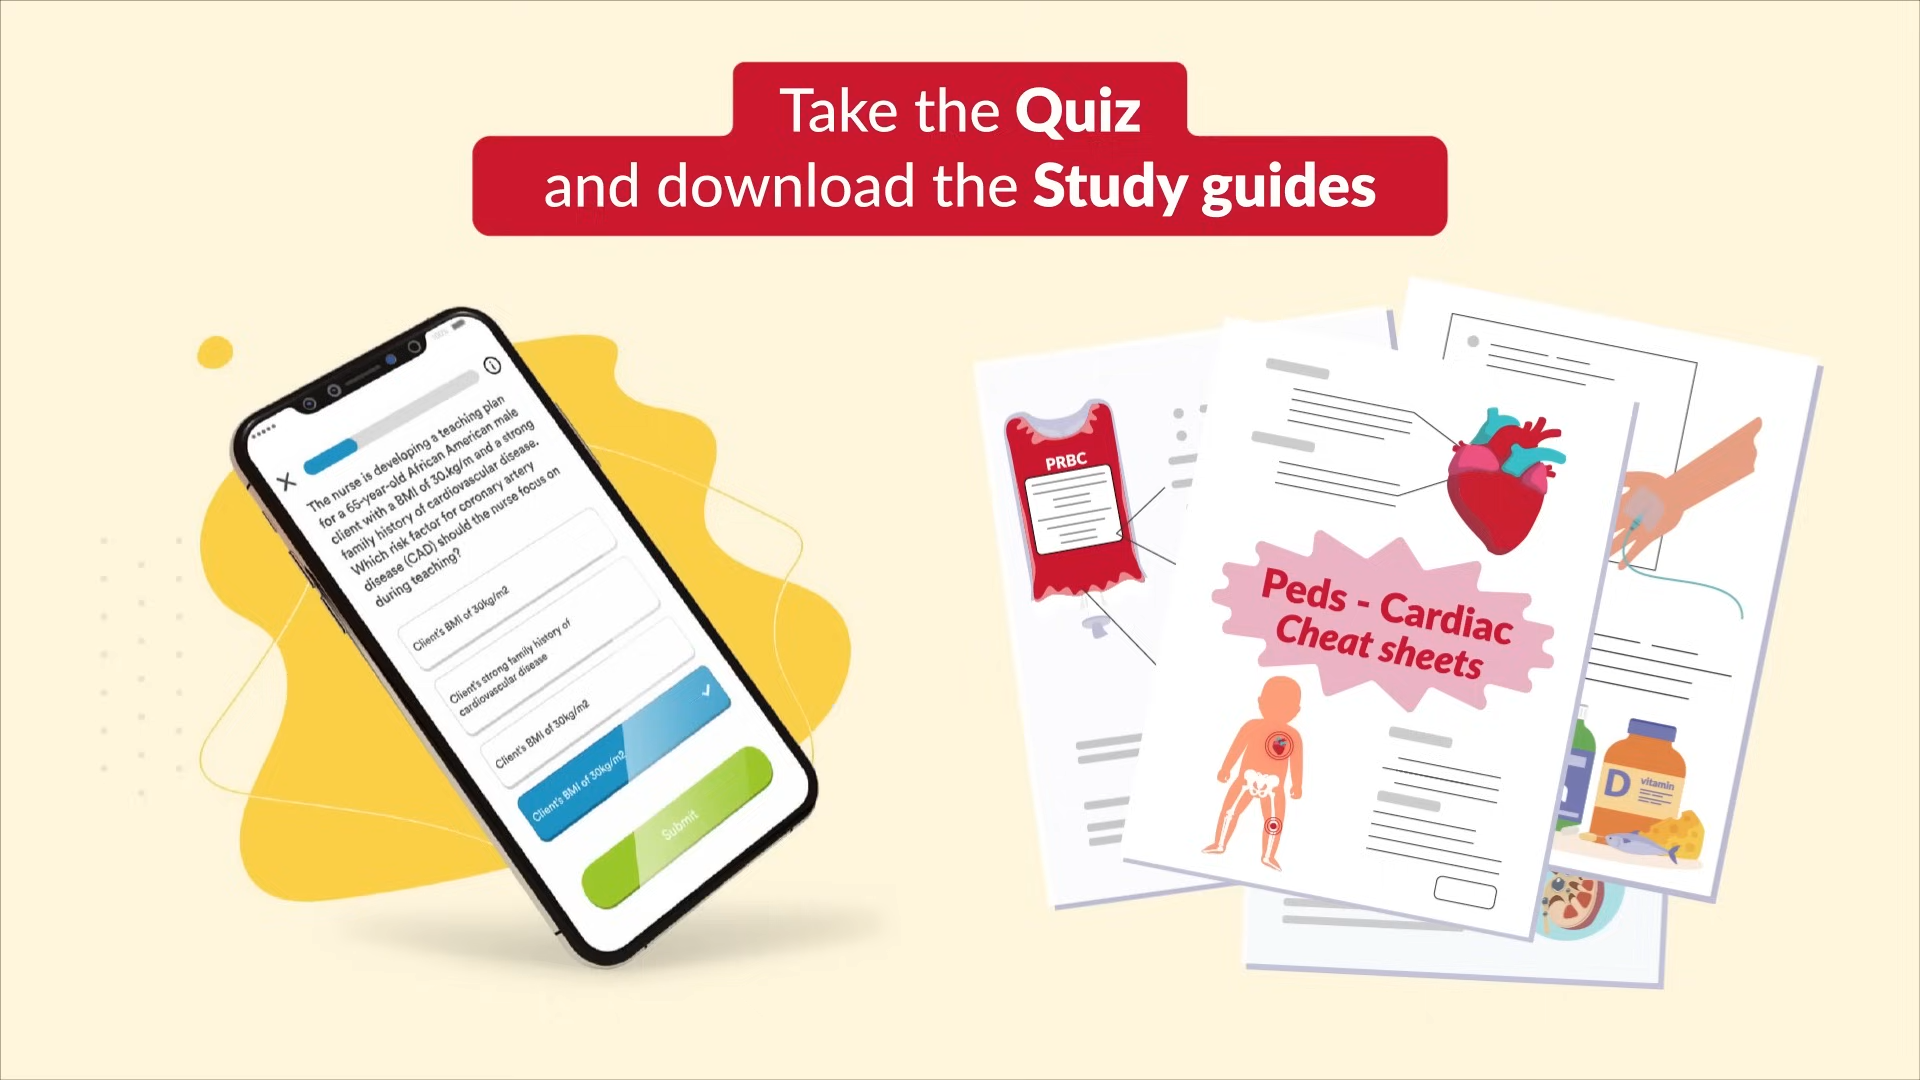 Take the Quiz
and download the Study guides
The nurse is developing a teaching plan
for a 65-year-old African American male
client with a BMI of 30.kg/m and a strong
family history of cardiovascular disease.
Which risk factor for coronary artery
disease (CAD) should the nurse focus on
during teaching?
Client's BMI of 30kg/m2
Client's strong family history of
cardiovascular disease
Client's BMI of 30kg/m2
Client's BMI of 30kg/m2
Submit
PRBC
Peds - Cardiac
Cheat sheets
D vitamin